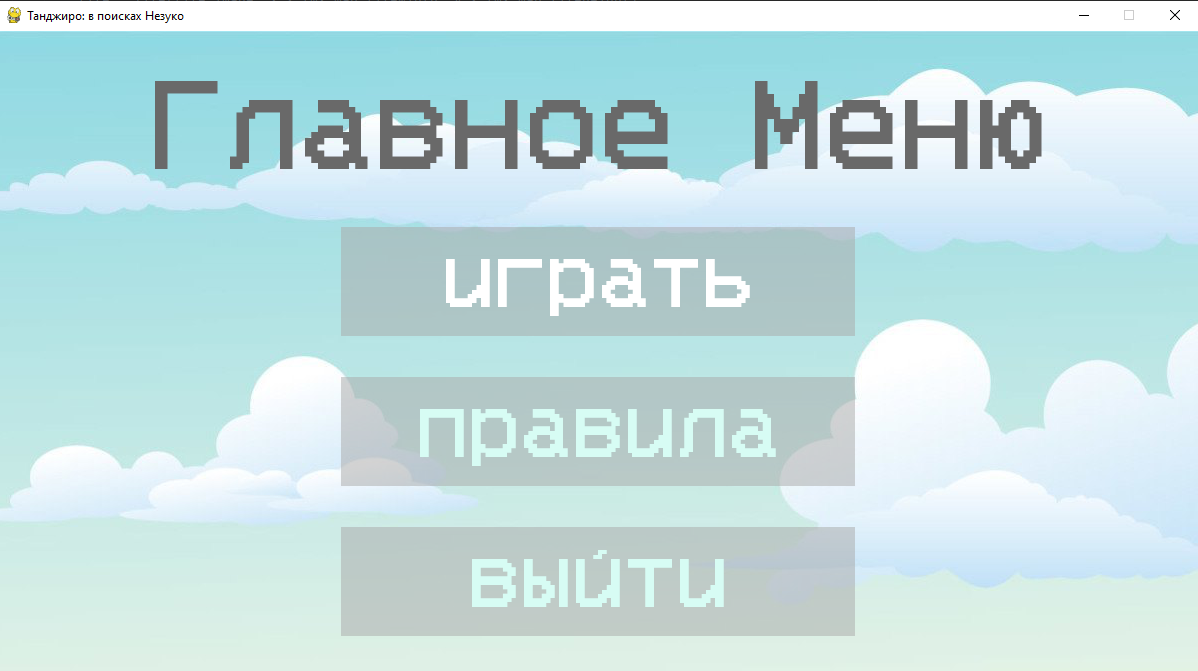 Танджиро: в поисках Незуко
Главное Меню
играть
правила
выйти